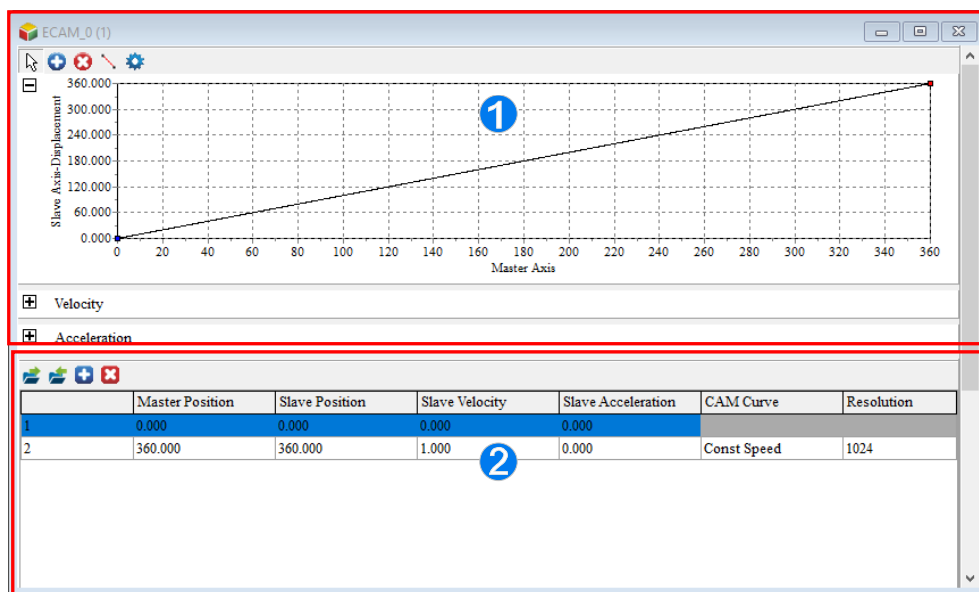 ECAM_0 (1)
360.000
300.000
240.000
180.000
120.000
60.000
0.000
Slave Axis-Displacement
1
0 20 40 60 80 100 120 140 160 180 200 220 240 260 280 300 320 340 360
Master Axis
Velocity
Acceleration
Master Position Slave Position Slave Velocity Slave Acceleration CAM Curve Resolution
1 0.000 0.000 0.000 0.000
2 360.000 360.000 1.000 0.000 Const Speed 1024
2